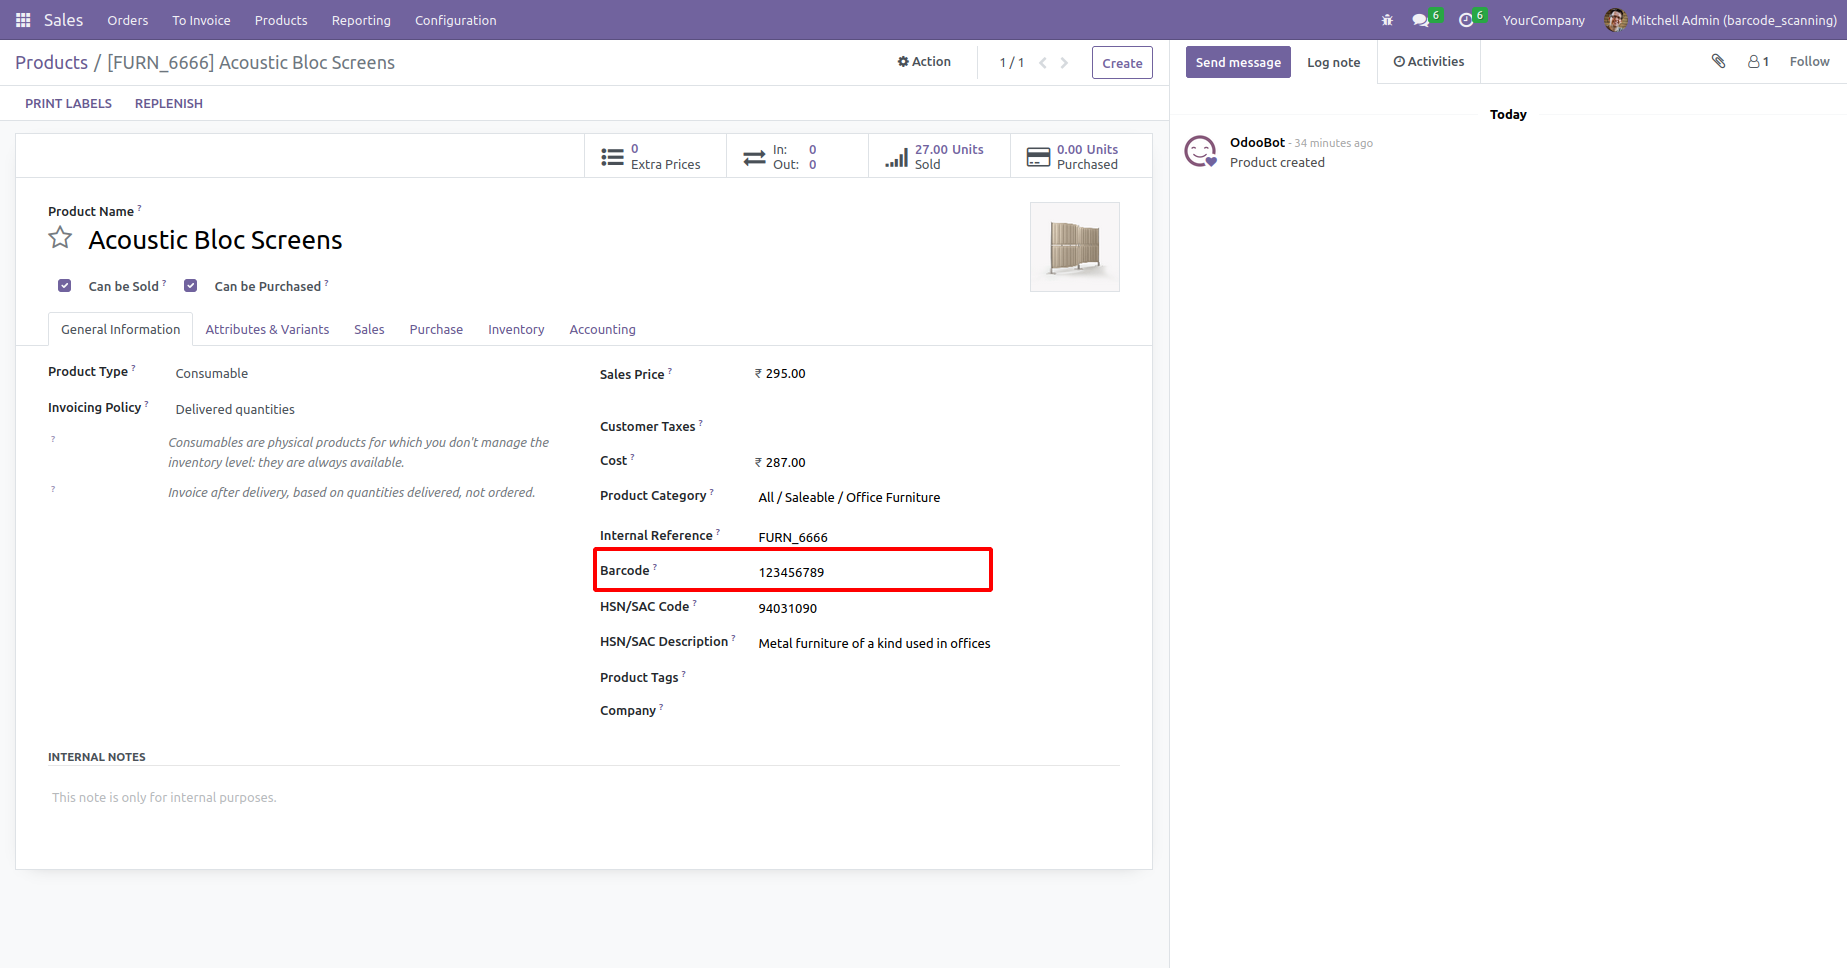 Sales Orders To Invoice Products Reporting Configuration 6 6 YourCompany Mitchell Admin (barcode_scanning)
Products / [FURN_6666] Acoustic Bloc Screens Action 1 / 1 Create Send message Log note Activities 1 Follow
PRINT LABELS REPLENISH
Today
OdooBot - 34 minutes ago
Product created
0
Extra Prices
In: 0
Out: 0
27.00 Units
Sold
0.00 Units
Purchased
Product Name ?
Acoustic Bloc Screens
Can be Sold ? Can be Purchased ?
General Information Attributes & Variants Sales Purchase Inventory Accounting
Product Type ? Consumable
Invoicing Policy ? Delivered quantities
? Consumables are physical products for which you don't manage the
inventory level: they are always available.
? Invoice after delivery, based on quantities delivered, not ordered.
Sales Price ? ₹ 295.00
Customer Taxes ?
Cost ? ₹ 287.00
Product Category ? All / Saleable / Office Furniture
Internal Reference ? FURN_6666
Barcode ? 123456789
HSN/SAC Code ? 94031090
HSN/SAC Description ? Metal furniture of a kind used in offices
Product Tags ?
Company ?
INTERNAL NOTES
This note is only for internal purposes.